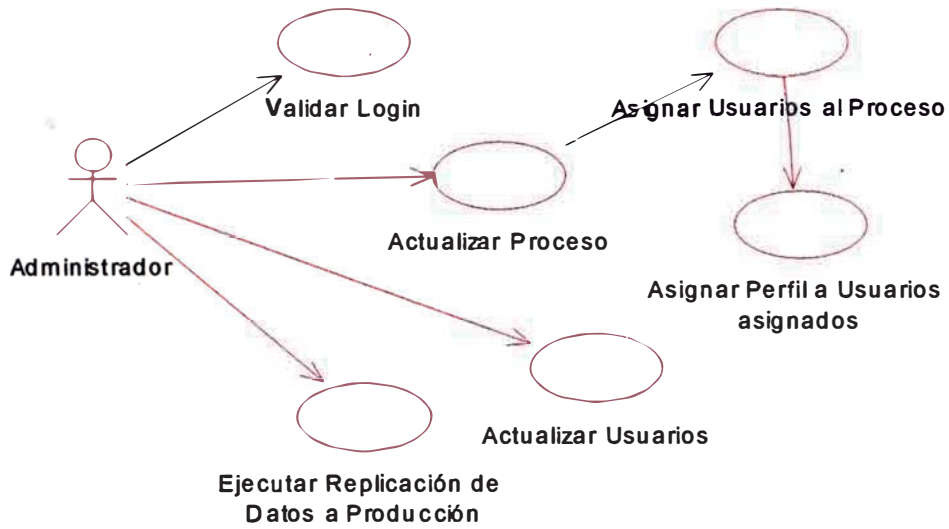 Validar Login
Asignar Usuarios al Proceso
Actualizar Proceso
Administrador
Asignar Perfil a Usuarios
asignados
Actualizar Usuarios
Ejecutar Replicación de
Datos a Producción